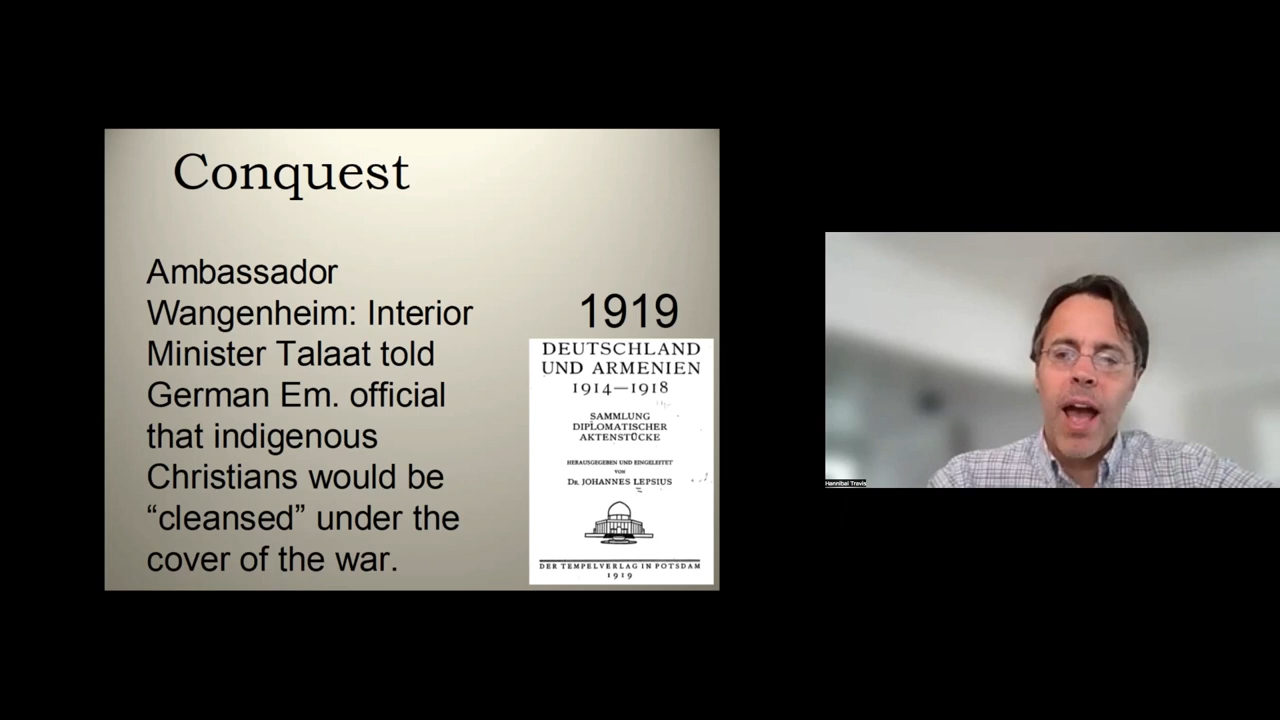 Conquest
Ambassador
Wangenheim: Interior
Minister Talaat told
German Em. official
that indigenous
Christians would be
“cleansed” under the
cover of the war.
1919
DEUTSCHLAND
UND ARMENIEN
1914—1918
SAMMLUNG
DIPLOMATISCHER
AKTENSTÜCKE
HERAUSGEGEBEN UND EINGELEITET
VON
DR. JOHANNES LEPSIUS
DER TEMPELVERLAG IN POTSDAM
1919
Hannibal Travis